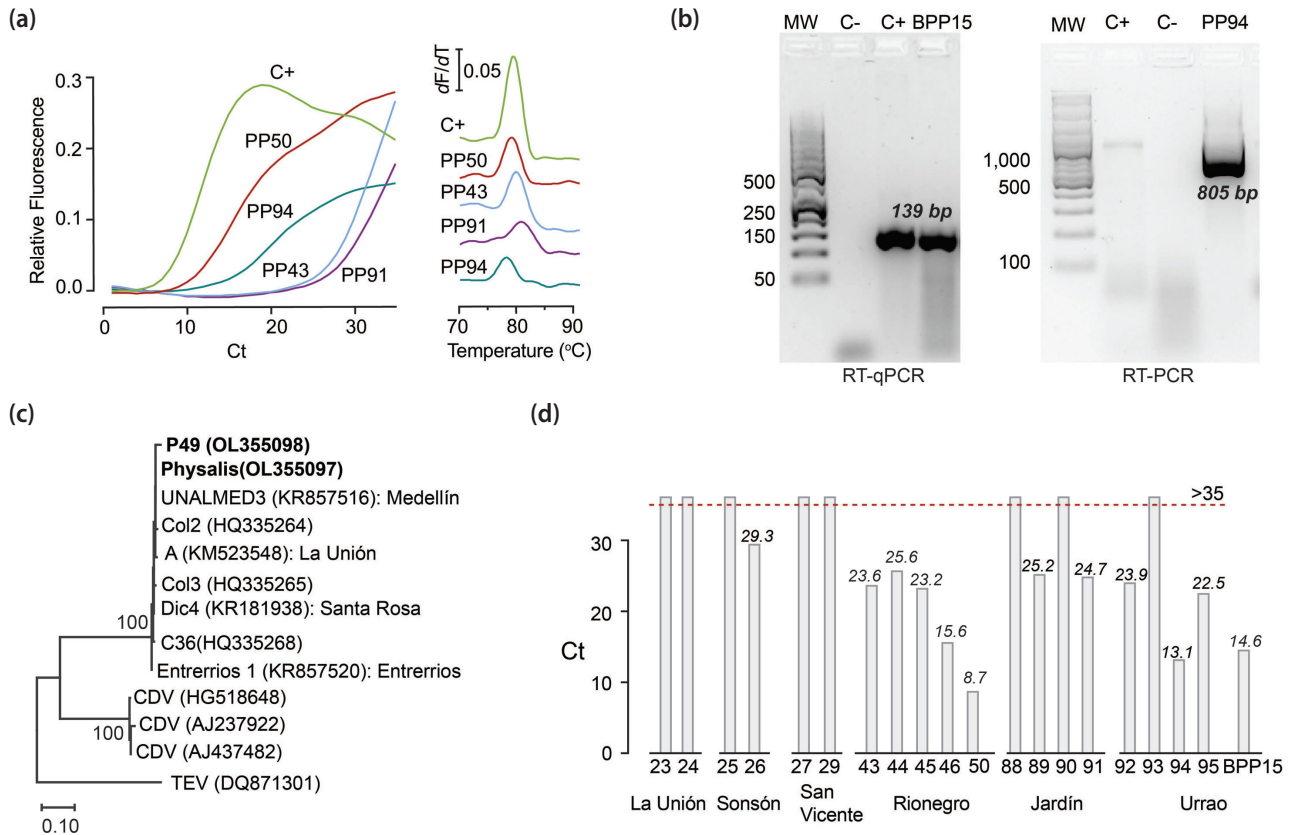 (a)
Relative Fluorescence
0.3
0.2
0.1
0.0
C+
PP50
PP94
PP43
PP91
0 10 20 30
Ct
dF/dT
0.05
C+
PP50
PP43
PP91
PP94
70 80 90
Temperature (°C)
(b)
MW C- C+ BPP15
500
250
150
50
139 bp
RT-qPCR
MW C+ C- PP94
1,000
500
100
805 bp
RT-PCR
(c)
P49 (OL355098)
Physalis(OL355097)
UNALMED3 (KR857516): Medellín
Col2 (HQ335264)
A (KM523548): La Unión
Col3 (HQ335265)
Dic4 (KR181938): Santa Rosa
C36(HQ335268)
Entrerrios 1 (KR857520): Entrerrios
CDV (HG518648)
CDV (AJ237922)
CDV (AJ437482)
TEV (DQ871301)
100
100
0.10
(d)
Ct
30
20
10
0
>35
29.3
23.6
25.6
23.2
15.6
8.7
25.2
24.7
23.9
13.1
22.5
14.6
23 24 25 26 27 29 43 44 45 46 50 88 89 90 91 92 93 94 95 BPP15
La Unión
Sonsón
San
Vicente
Rionegro
Jardín
Urrao